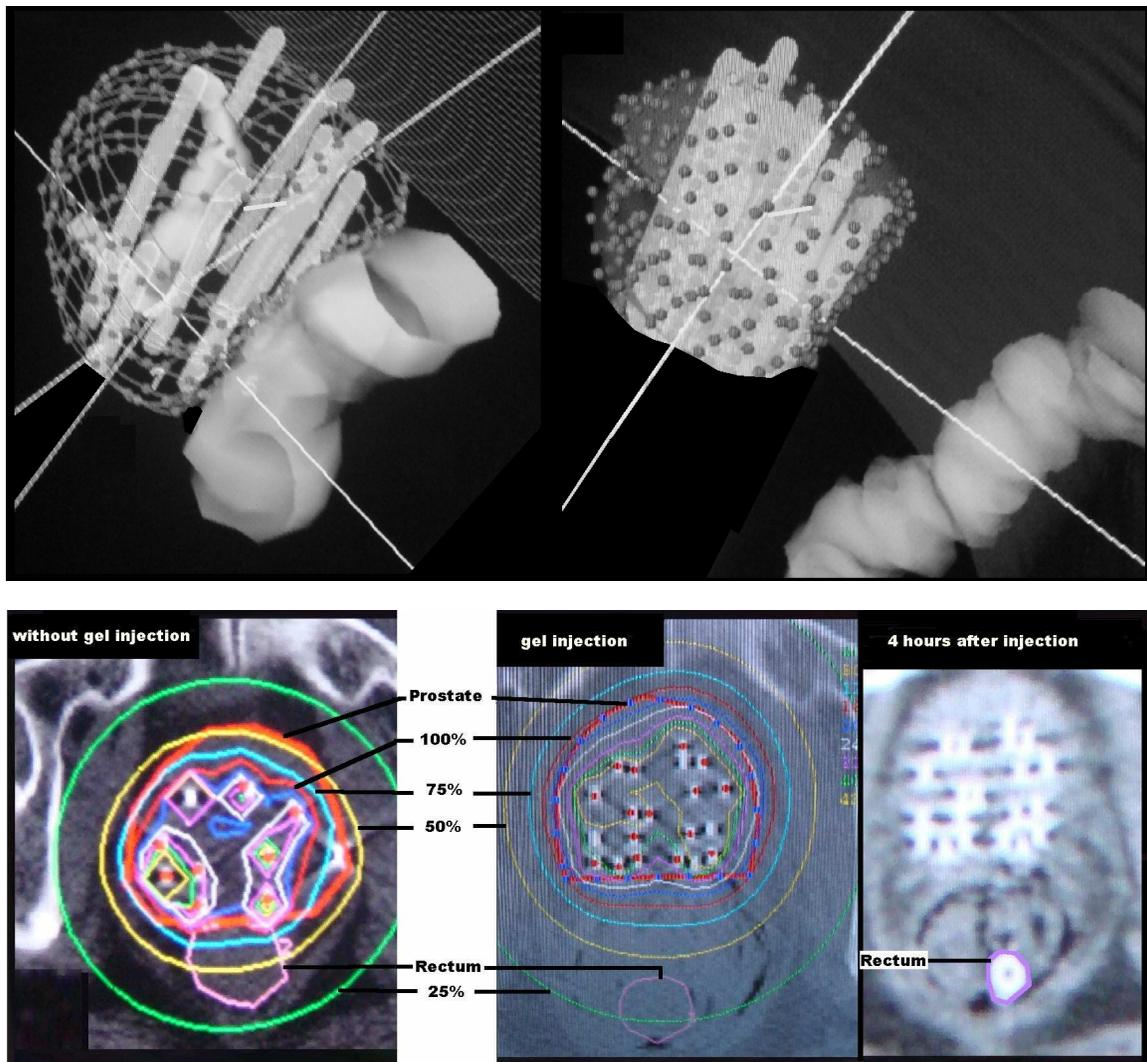 without gel injection
gel injection
4 hours after injection
Prostate
100%
75%
50%
Rectum
25%
Rectum